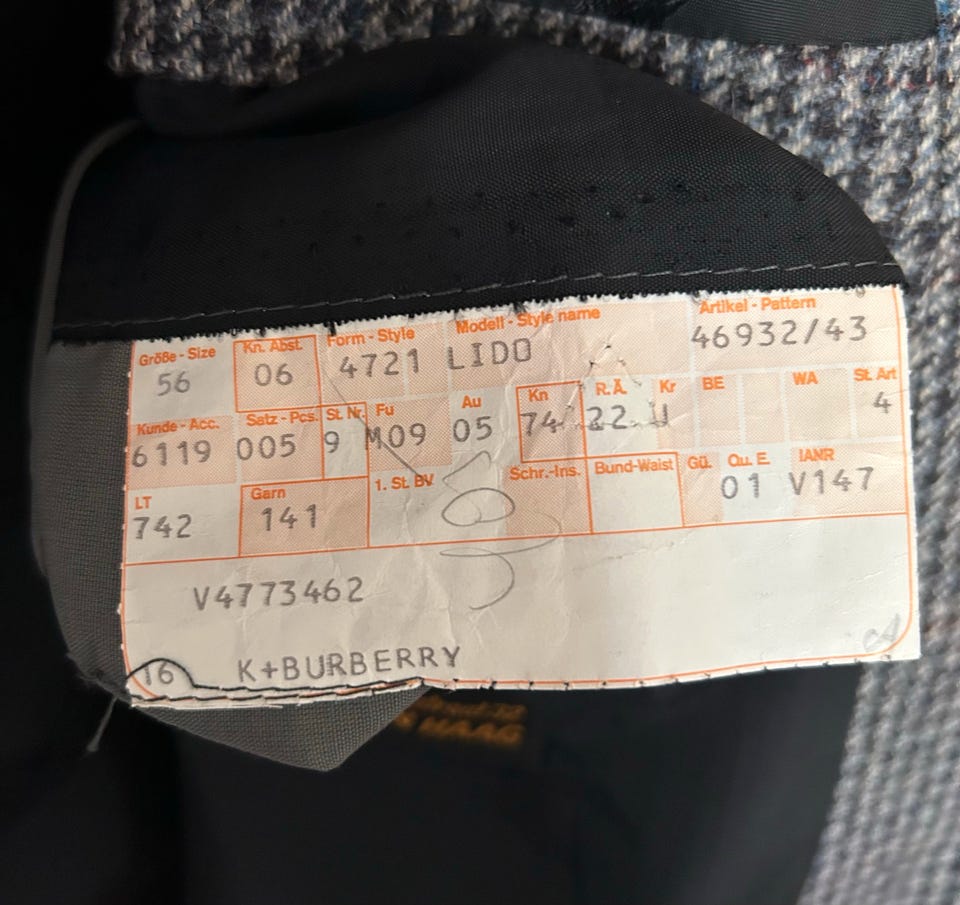 Größe - Size Kn. Abst. Form - Style Modell - Style name Artikel - Pattern
56 06 4721 LIDO 46932/43
Kunde - Acc. Satz - Pcs. St. Nr. Fu Au Kn R.Ä. Kr BE WA St. Art
6119 005 9 M09 05 74 22 U 4
LT Garn 1. St. BV Schr.-Ins. Bund-Waist Gü. Qu. E. IANR
742 141 01 V147
V4773462
16 K+BURBERRY
HAAG